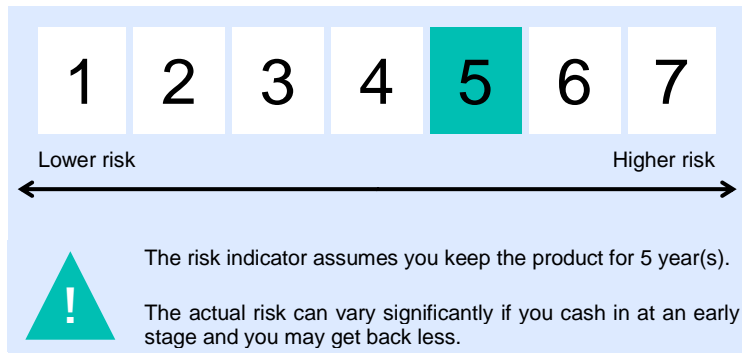 1 2 3 4 5 6 7
Lower risk Higher risk
!
The risk indicator assumes you keep the product for 5 year(s).
The actual risk can vary significantly if you cash in at an early
stage and you may get back less.